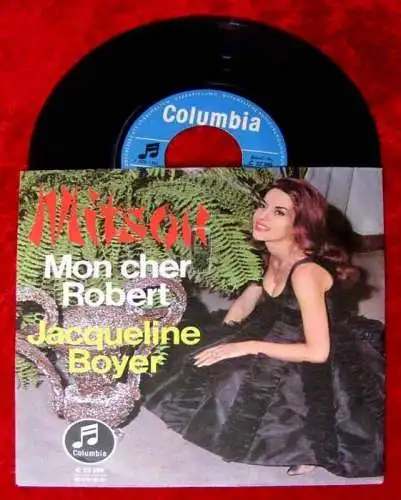 Columbia
Mitsou
Mon cher
Robert
Jacqueline
Boyer
Columbia